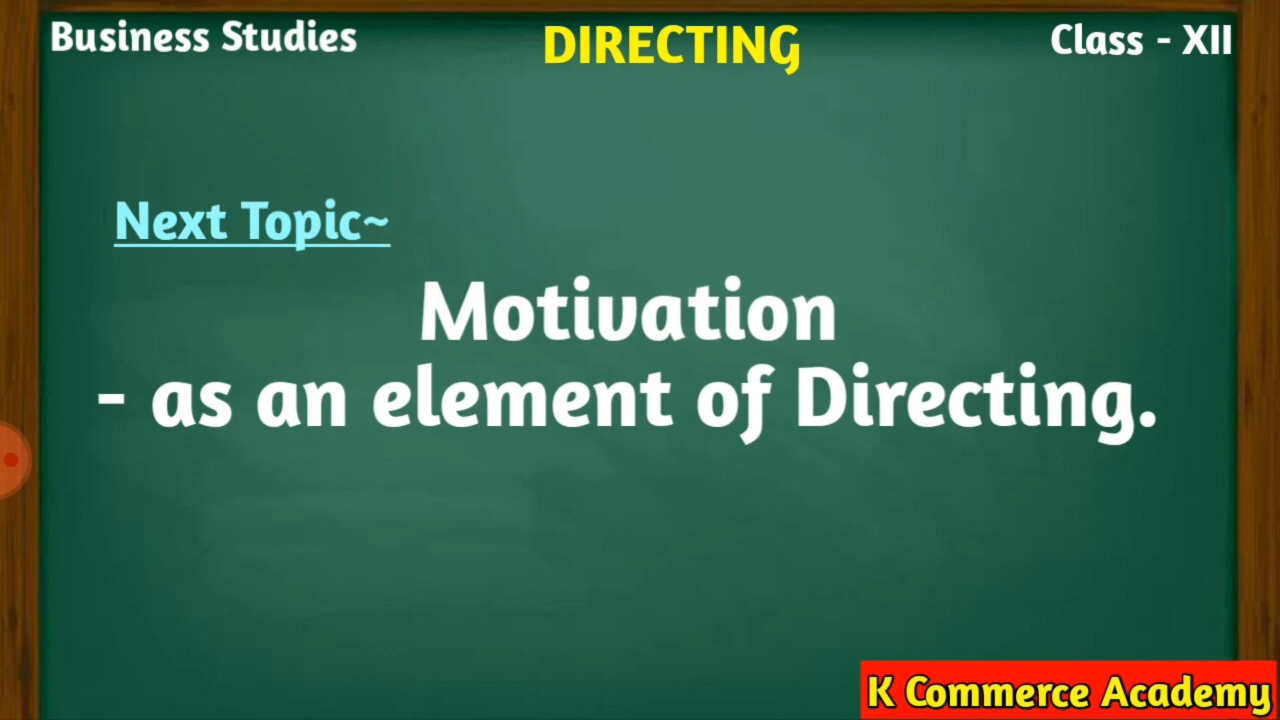 Business Studies
DIRECTING
Class - XII
Next Topic~
Motivation
- as an element of Directing.
K Commerce Academy